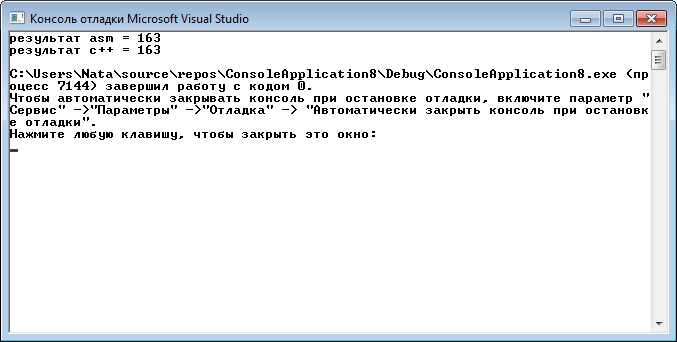 Консоль отладки Microsoft Visual Studio
результат asm = 163
результат c++ = 163
C:\Users\Nata\source\repos\ConsoleApplication8\Debug\ConsoleApplication8.exe (пр
оцесс 7144) завершил работу с кодом 0.
Чтобы автоматически закрывать консоль при остановке отладки, включите параметр "
Сервис" ->"Параметры" ->"Отладка" -> "Автоматически закрыть консоль при остановк
е отладки".
Нажмите любую клавишу, чтобы закрыть это окно: